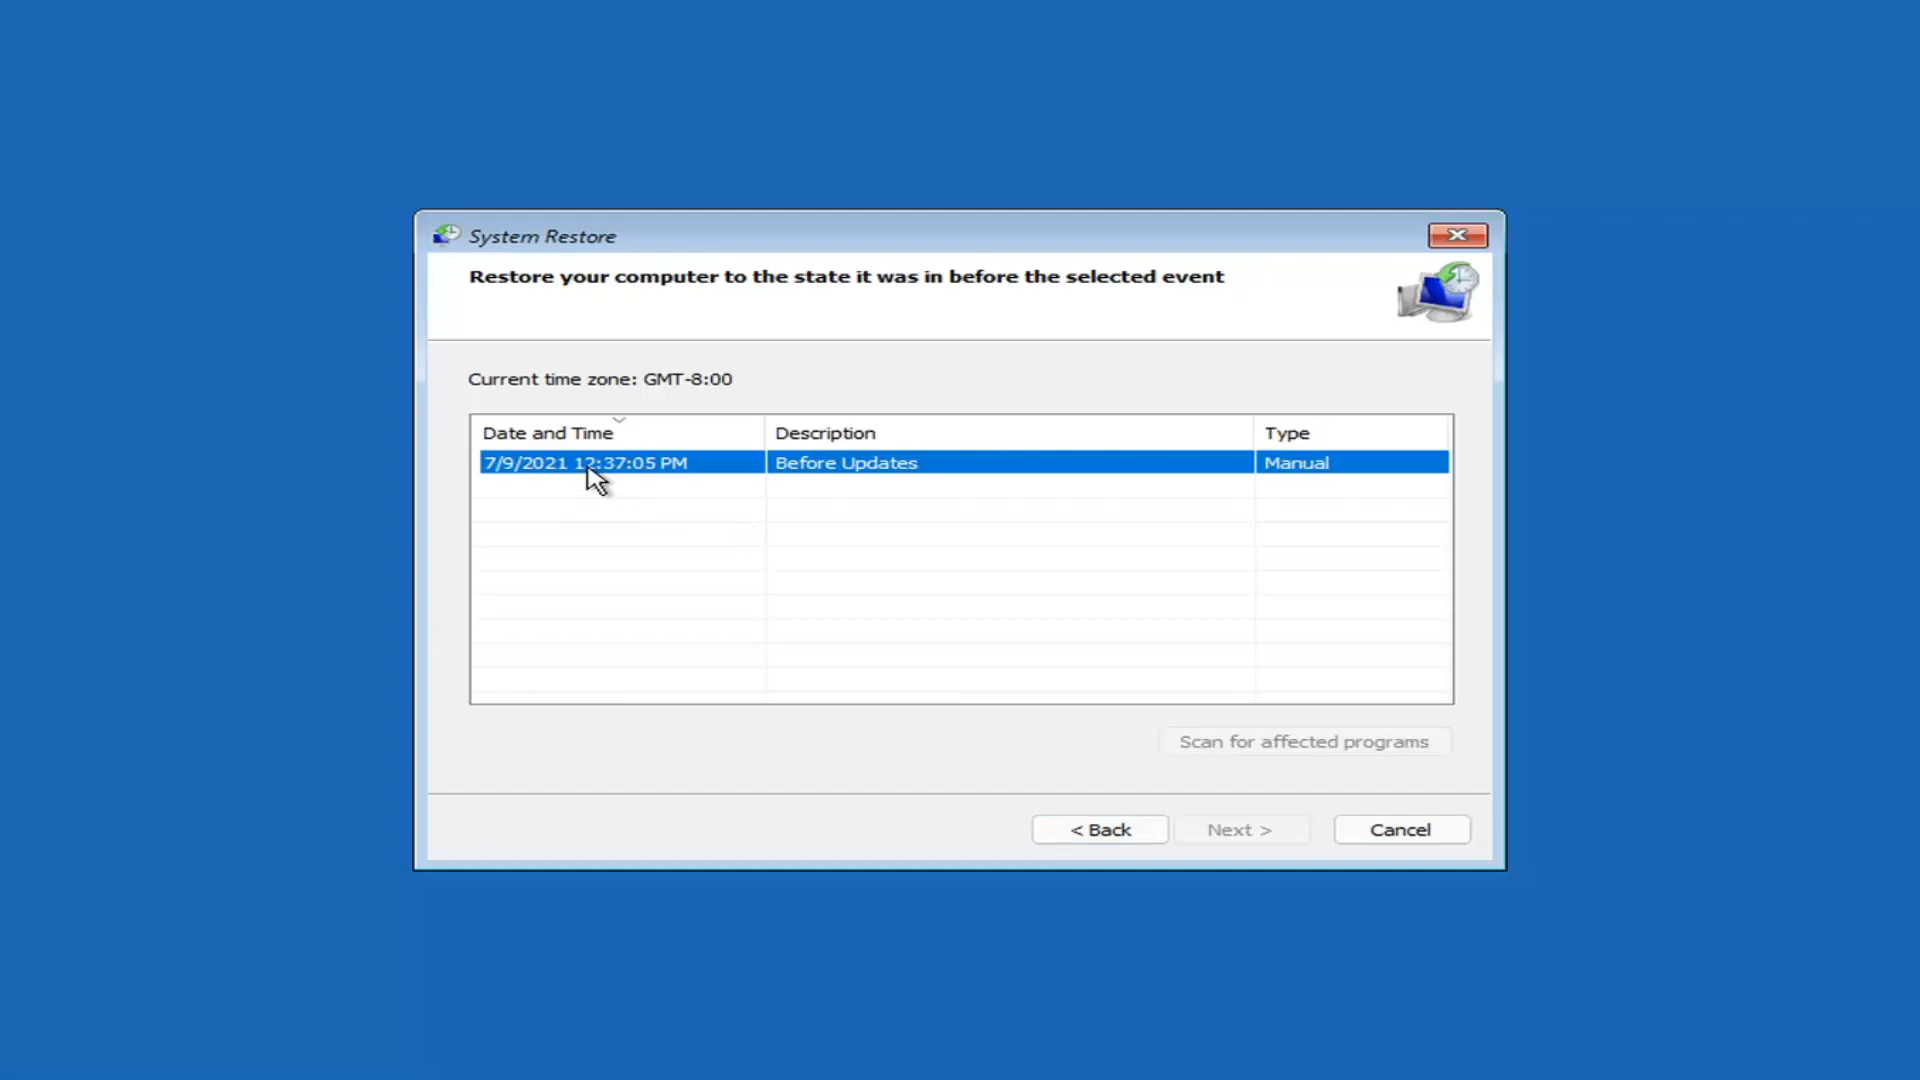 System Restore
Restore your computer to the state it was in before the selected event
Current time zone: GMT-8:00
Date and Time Description Type
7/9/2021 12:37:05 PM Before Updates Manual
Scan for affected programs
< Back Next > Cancel